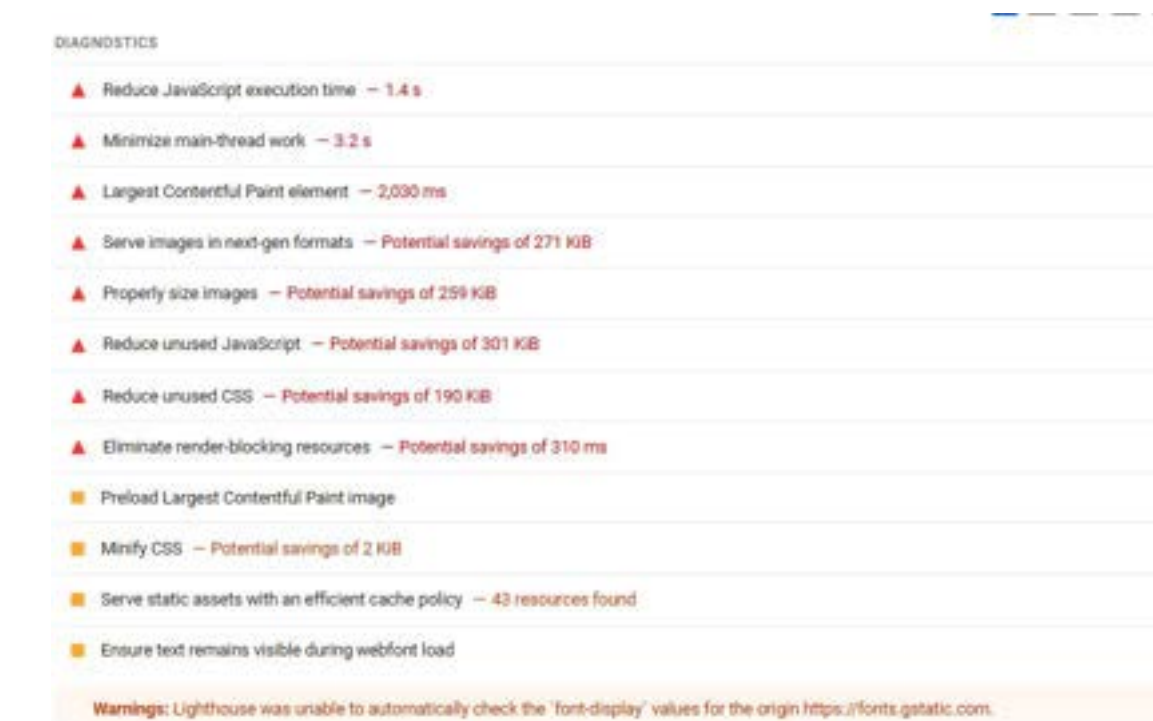 DIAGNOSTICS
Reduce JavaScript execution time — 1.4 s
Minimize main-thread work — 3.2 s
Largest Contentful Paint element — 2,030 ms
Serve images in next-gen formats — Potential savings of 271 KiB
Properly size images — Potential savings of 259 KiB
Reduce unused JavaScript — Potential savings of 301 KiB
Reduce unused CSS — Potential savings of 190 KiB
Eliminate render-blocking resources — Potential savings of 310 ms
Preload Largest Contentful Paint image
Minify CSS — Potential savings of 2 KiB
Serve static assets with an efficient cache policy — 43 resources found
Ensure text remains visible during webfont load
Warnings: Lighthouse was unable to automatically check the `font-display` values for the origin https://fonts.gstatic.com.